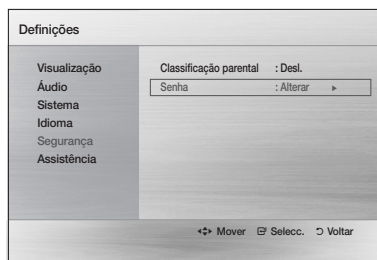 Definições
Visualização
Áudio
Sistema
Idioma
Segurança
Assistência
Classificação parental : Desl.
Senha : Alterar ►
Mover Selecc. Voltar